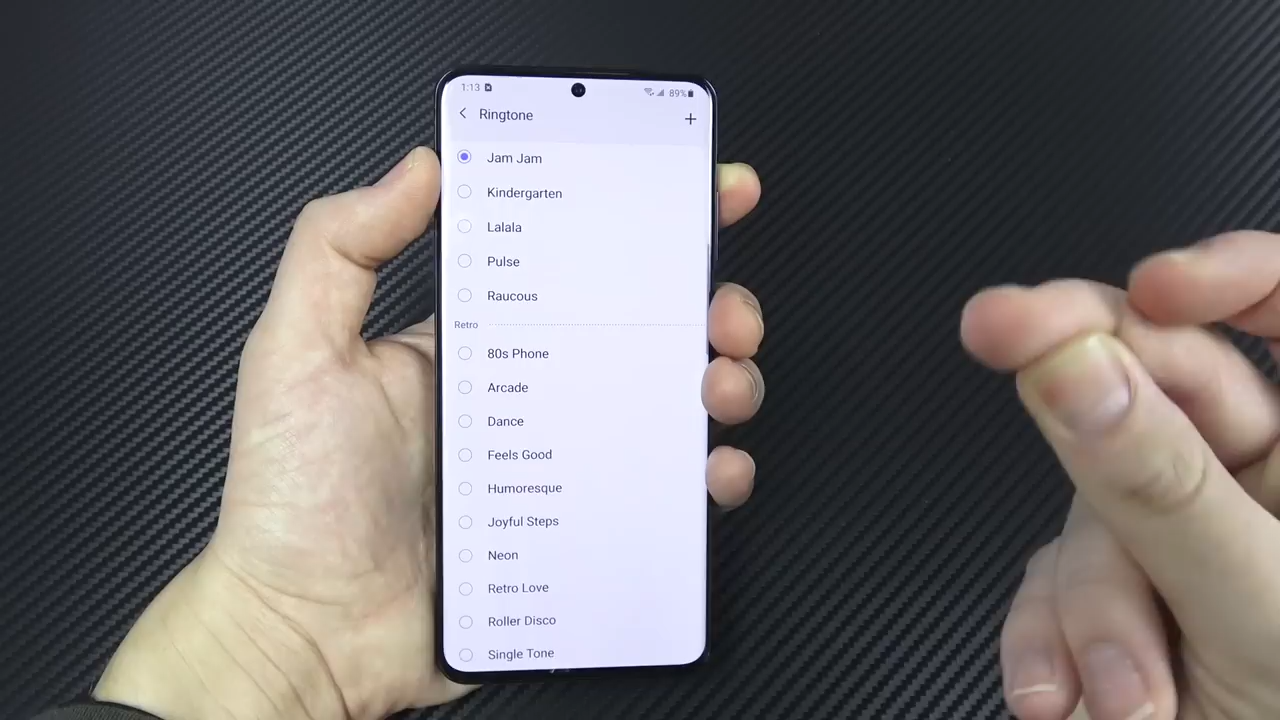 1:13 89%
Ringtone +
Jam Jam
Kindergarten
Lalala
Pulse
Raucous
Retro
80s Phone
Arcade
Dance
Feels Good
Humoresque
Joyful Steps
Neon
Retro Love
Roller Disco
Single Tone